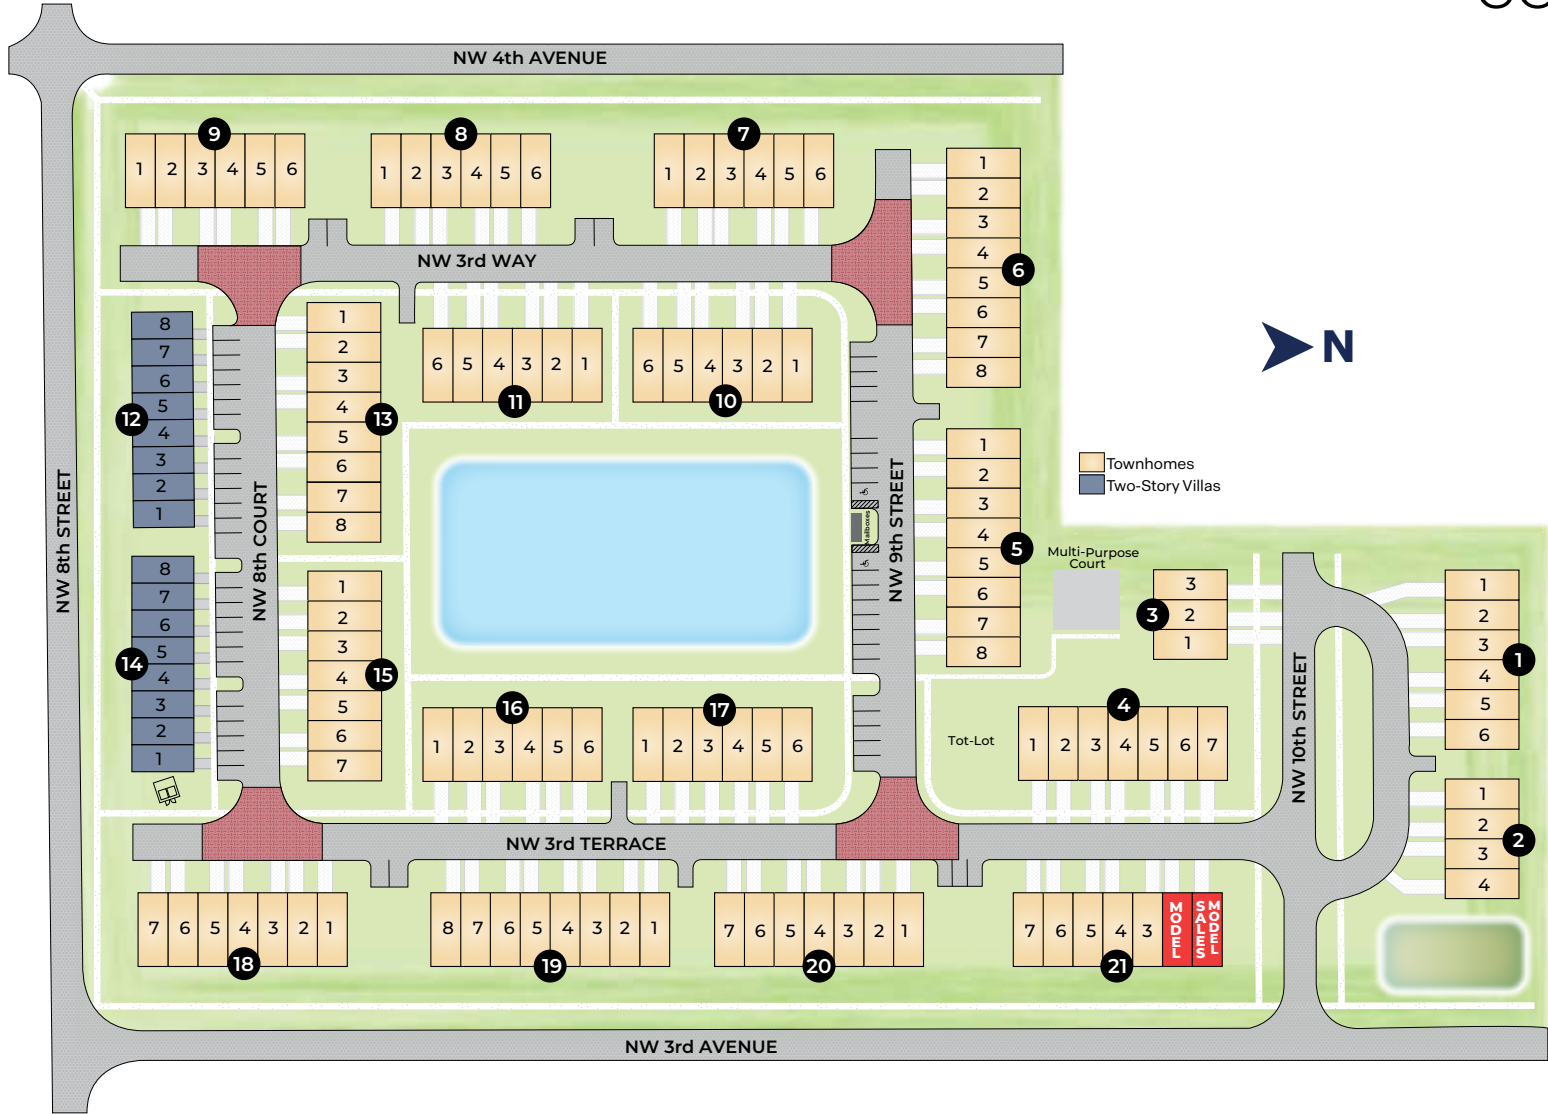 NW 4th AVENUE
9
1 2 3 4 5 6
8
1 2 3 4 5 6
7
1 2 3 4 5 6
NW 3rd WAY
6
1
2
3
4
5
6
7
8
12
8
7
6
5
4
3
2
1
13
1
2
3
4
5
6
7
8
11
6 5 4 3 2 1
10
6 5 4 3 2 1
N
Townhomes
Two-Story Villas
NW 8th STREET
NW 8th COURT
NW 9th STREET
Mailboxes
5
1
2
3
4
5
6
7
8
Multi-Purpose
Court
3
3
2
1
1
1
2
3
4
5
6
14
8
7
6
5
4
3
2
1
15
1
2
3
4
5
6
7
16
1 2 3 4 5 6
17
1 2 3 4 5 6
Tot-Lot
4
1 2 3 4 5 6 7
NW 10th STREET
2
1
2
3
4
NW 3rd TERRACE
18
7 6 5 4 3 2 1
19
8 7 6 5 4 3 2 1
20
7 6 5 4 3 2 1
21
7 6 5 4 3
MODEL
SALES
MODEL
NW 3rd AVENUE